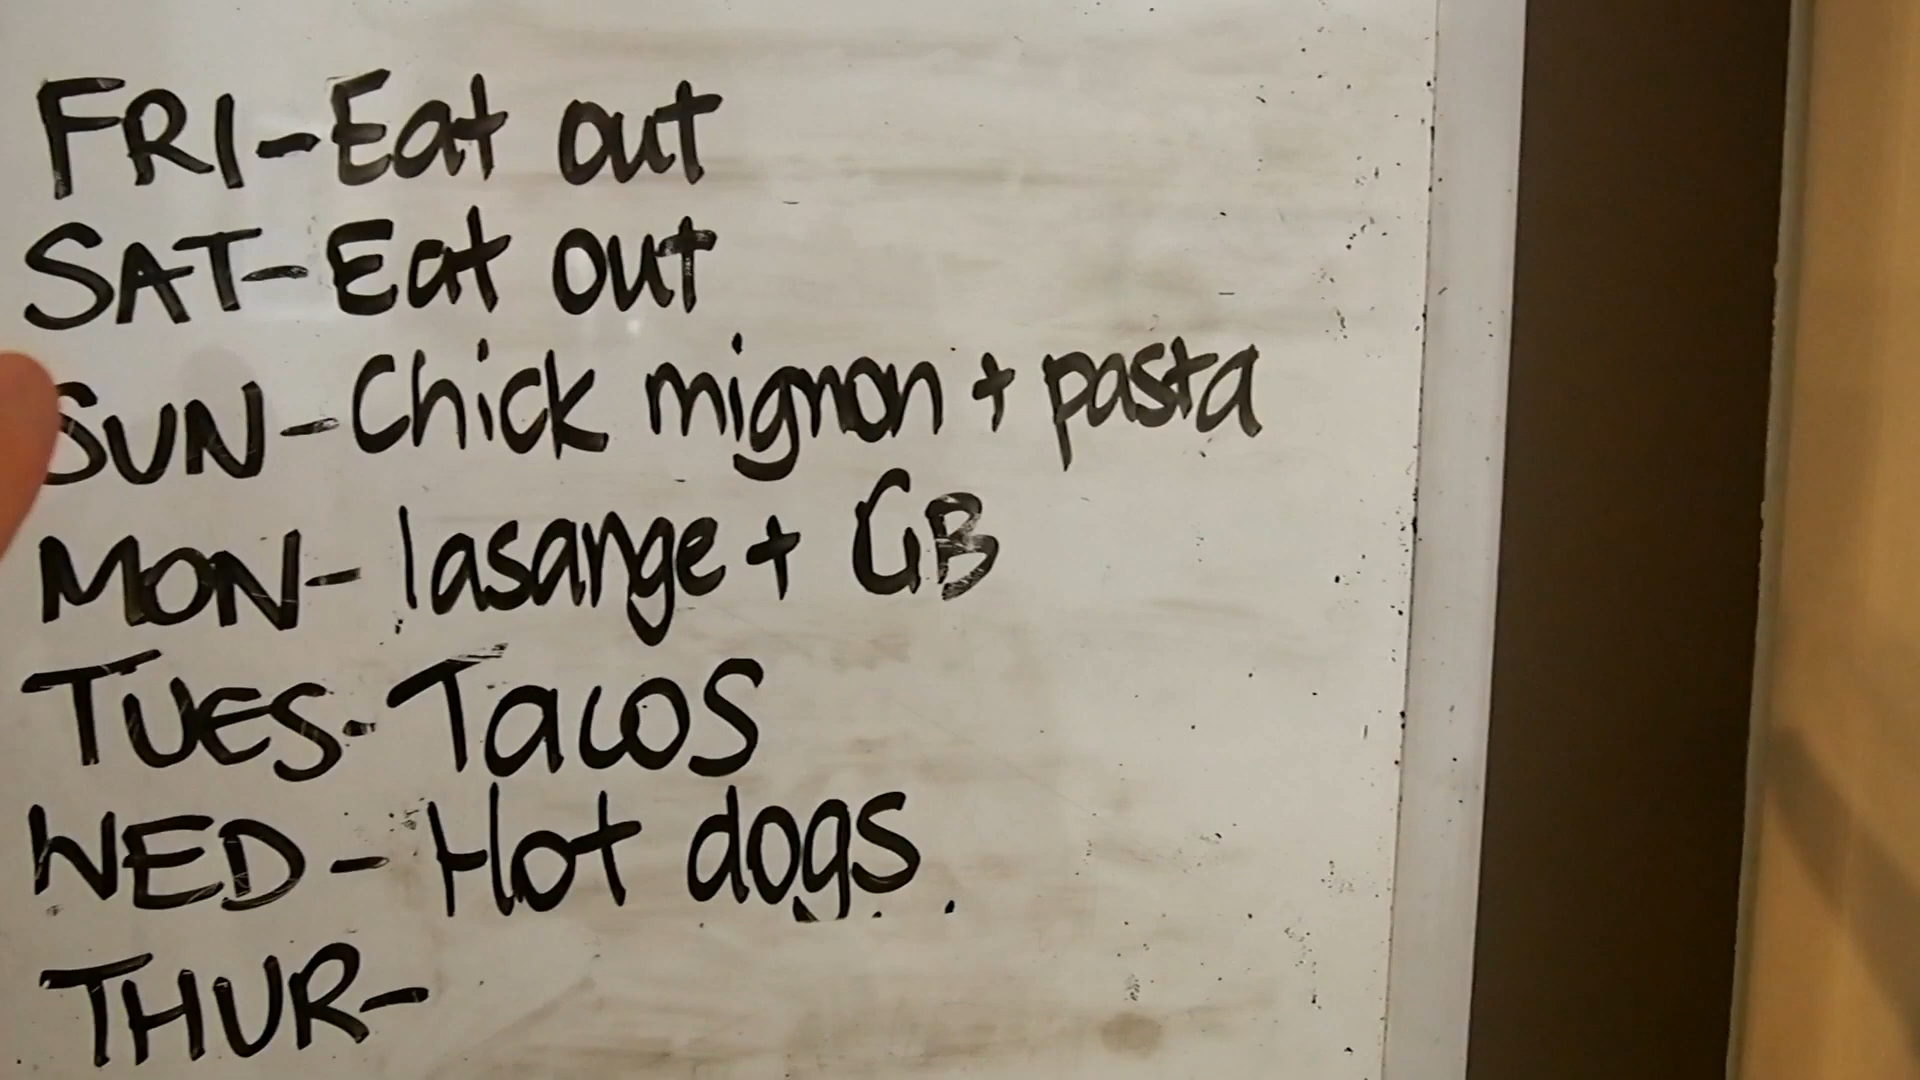 FRI-Eat out
SAT-Eat out
SUN-Chick mignon + pasta
MON-lasange + GB
TUES-Tacos
WED-Hot dogs
THUR-